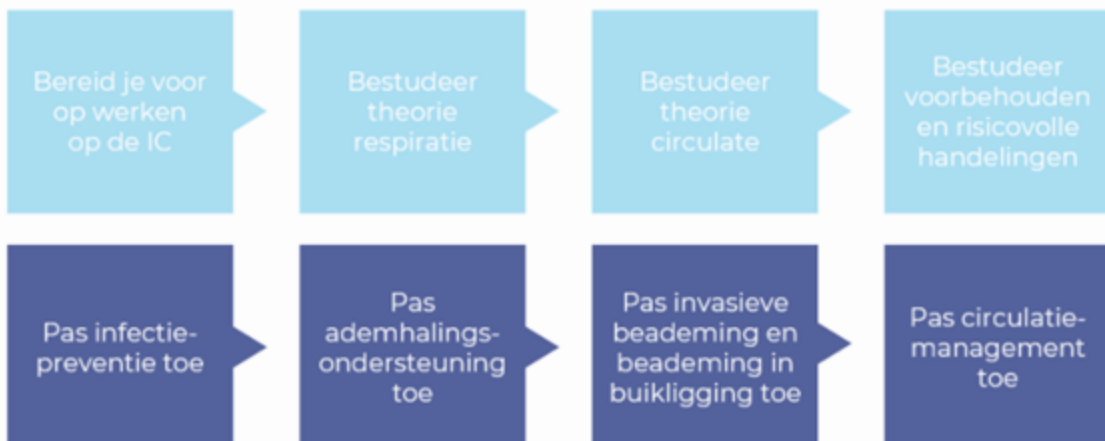 Bereid je voor
op werken
op de IC
Bestudeer
theorie
respiratie
Bestudeer
theorie
circulate
Bestudeer
voorbehouden
en risicovolle
handelingen
Pas infectie-
preventie toe
Pas
ademhalings-
ondersteuning
toe
Pas invasieve
beademing en
beademing in
buikligging toe
Pas circulatie-
management
toe